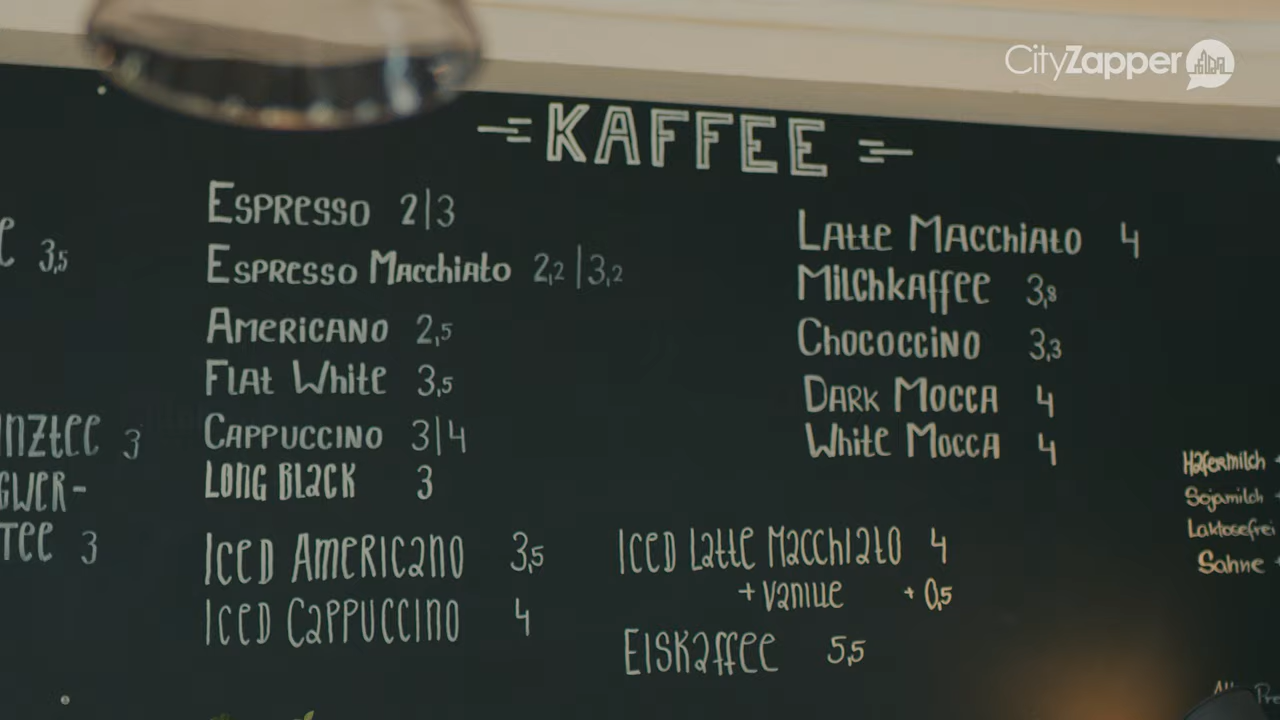 CityZapper
KAFFEE
3,5
Espresso 2|3
Espresso Macchiato 2,2|3,2
Americano 2,5
Flat White 3,5
Cappuccino 3|4
Long Black 3
Iced Americano 3,5
Iced Cappuccino 4
Latte Macchiato 4
Milchkaffee 3,8
Chococcino 3,3
Dark Mocca 4
White Mocca 4
Iced Latte Macchiato 4
+ Vanille + 0,5
Eiskaffee 5,5
nztee 3
gwer-
tee 3
Hafermilch
Sojamilch
Laktosefrei
Sahne